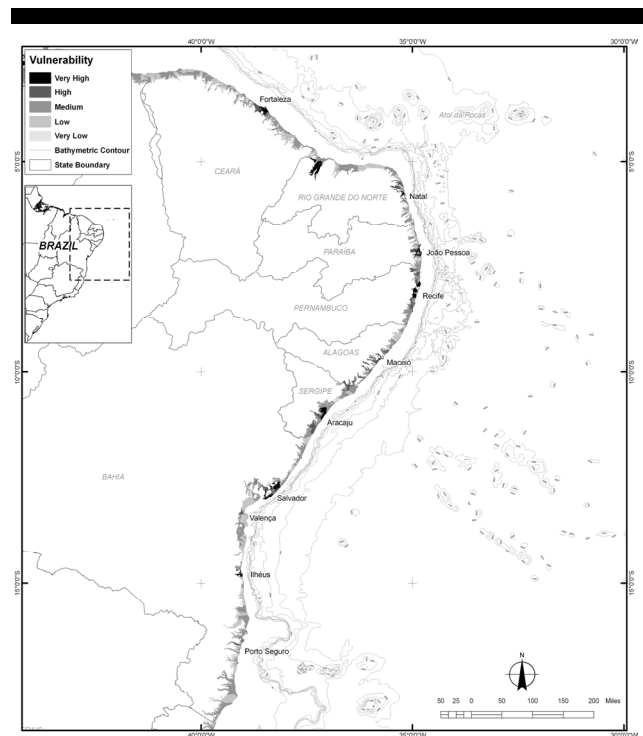 40°0'0"W
35°0'0"W
30°0'0"W
Vulnerability
Very High
High
Medium
Low
Very Low
Bathymetric Contour
State Boundary
BRAZIL
Fortaleza
Atol da Rocas
5°0'0"S
5°0'0"S
CEARÁ
RIO GRANDE DO NORTE
Natal
PARAÍBA
João Pessoa
PERNAMBUCO
Recife
ALAGOAS
Maceió
10°0'0"S
10°0'0"S
SERGIPE
Aracaju
BAHIA
Salvador
Valença
Ilhéus
15°0'0"S
15°0'0"S
Porto Seguro
N
50 25 0 50 100 150 200 Miles
40°0'0"W
35°0'0"W
30°0'0"W